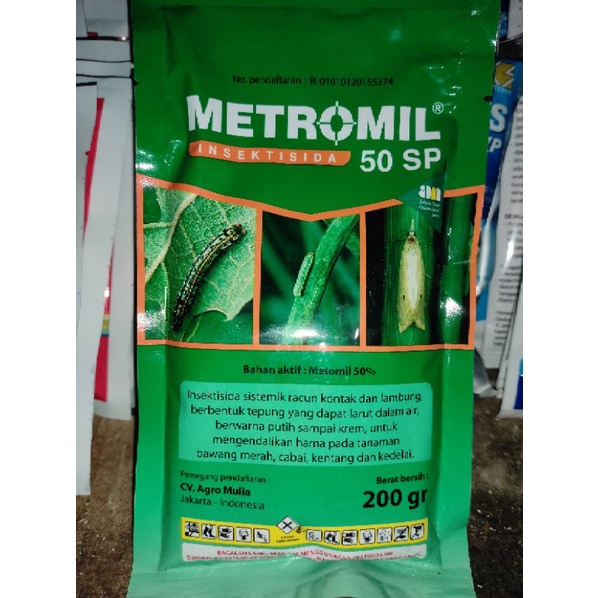 No. pendaftaran : RI 01010120155374
METROMIL®
INSEKTISIDA
50 SP
Bahan aktif : Metomil 50%
Insektisida sistemik racun kontak dan lambung,
berbentuk tepung yang dapat larut dalam air,
berwarna putih sampai krem, untuk
mengendalikan hama pada tanaman
bawang merah, cabai, kentang dan kedelai.
Pemegang pendaftaran :
CV. Agro Mulia
Jakarta - Indonesia
Berat bersih :
200 gr